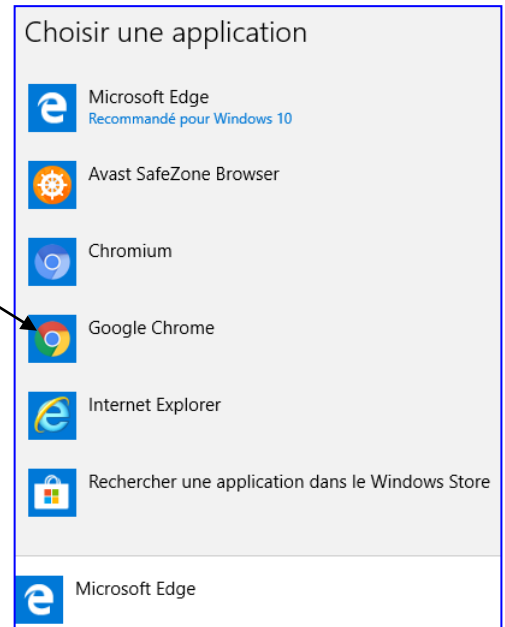 Choisir une application
Microsoft Edge
Recommandé pour Windows 10
Avast SafeZone Browser
Chromium
Google Chrome
Internet Explorer
Rechercher une application dans le Windows Store
Microsoft Edge